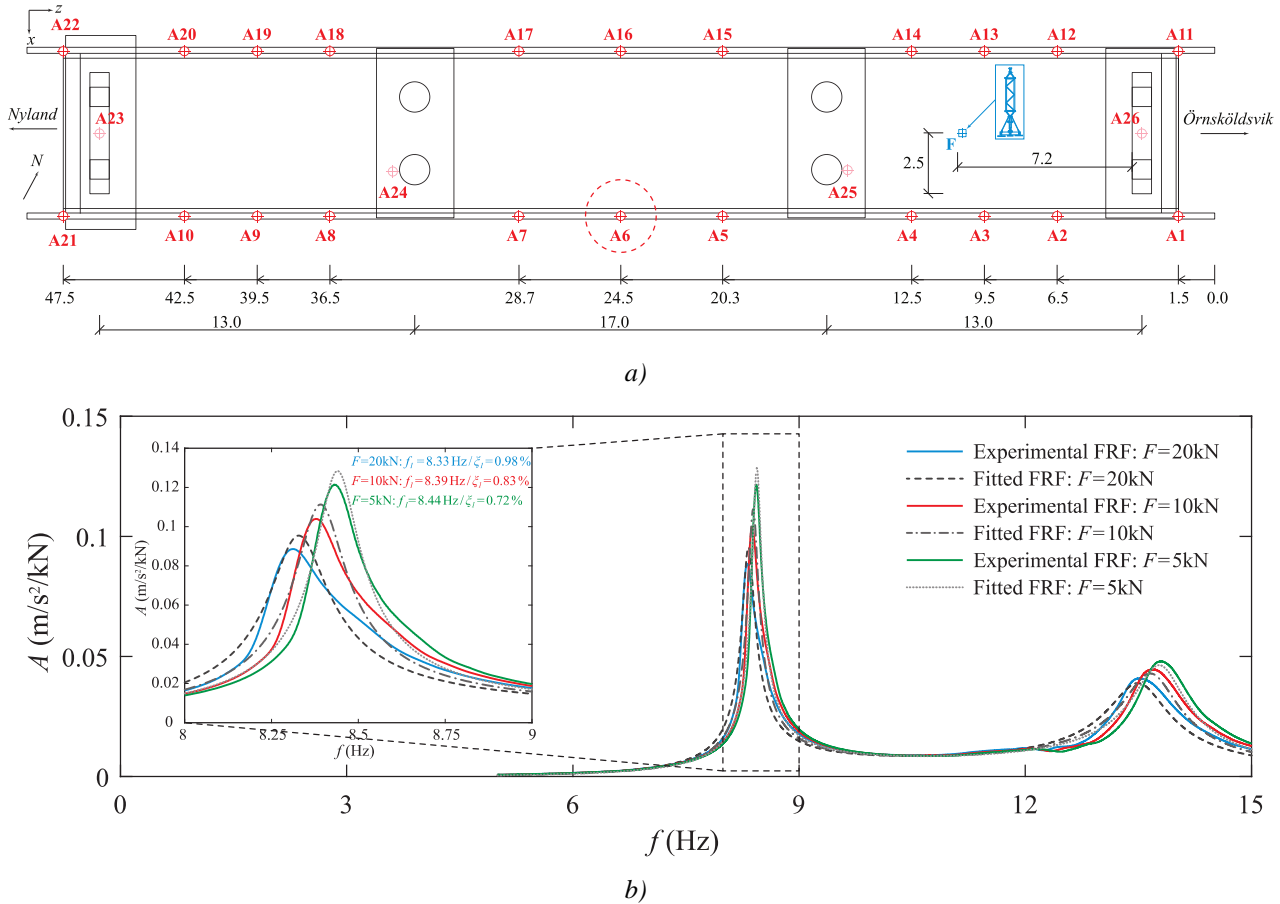 z
x
A22 A20 A19 A18 A17 A16 A15 A14 A13 A12 A11
Nyland
A23
F
A26
Örnsköldsvik
N
2.5
7.2
A24
A25
A21 A10 A9 A8 A7 A6 A5 A4 A3 A2 A1
47.5 42.5 39.5 36.5 28.7 24.5 20.3 12.5 9.5 6.5 1.5 0.0
13.0 17.0 13.0
a)
0.15
0.1
0.05
0
A (m/s²/kN)
0.14
0.12
0.1
0.08
0.06
0.04
0.02
0
A (m/s²/kN)
F=20kN: f₁=8.33Hz/ξ₁=0.98%
F=10kN: f₁=8.39Hz/ξ₁=0.83%
F=5kN: f₁=8.44Hz/ξ₁=0.72%
8 8.25 8.5 8.75 9
f (Hz)
Experimental FRF: F=20kN
Fitted FRF: F=20kN
Experimental FRF: F=10kN
Fitted FRF: F=10kN
Experimental FRF: F=5kN
Fitted FRF: F=5kN
0 3 6 9 12 15
f (Hz)
b)